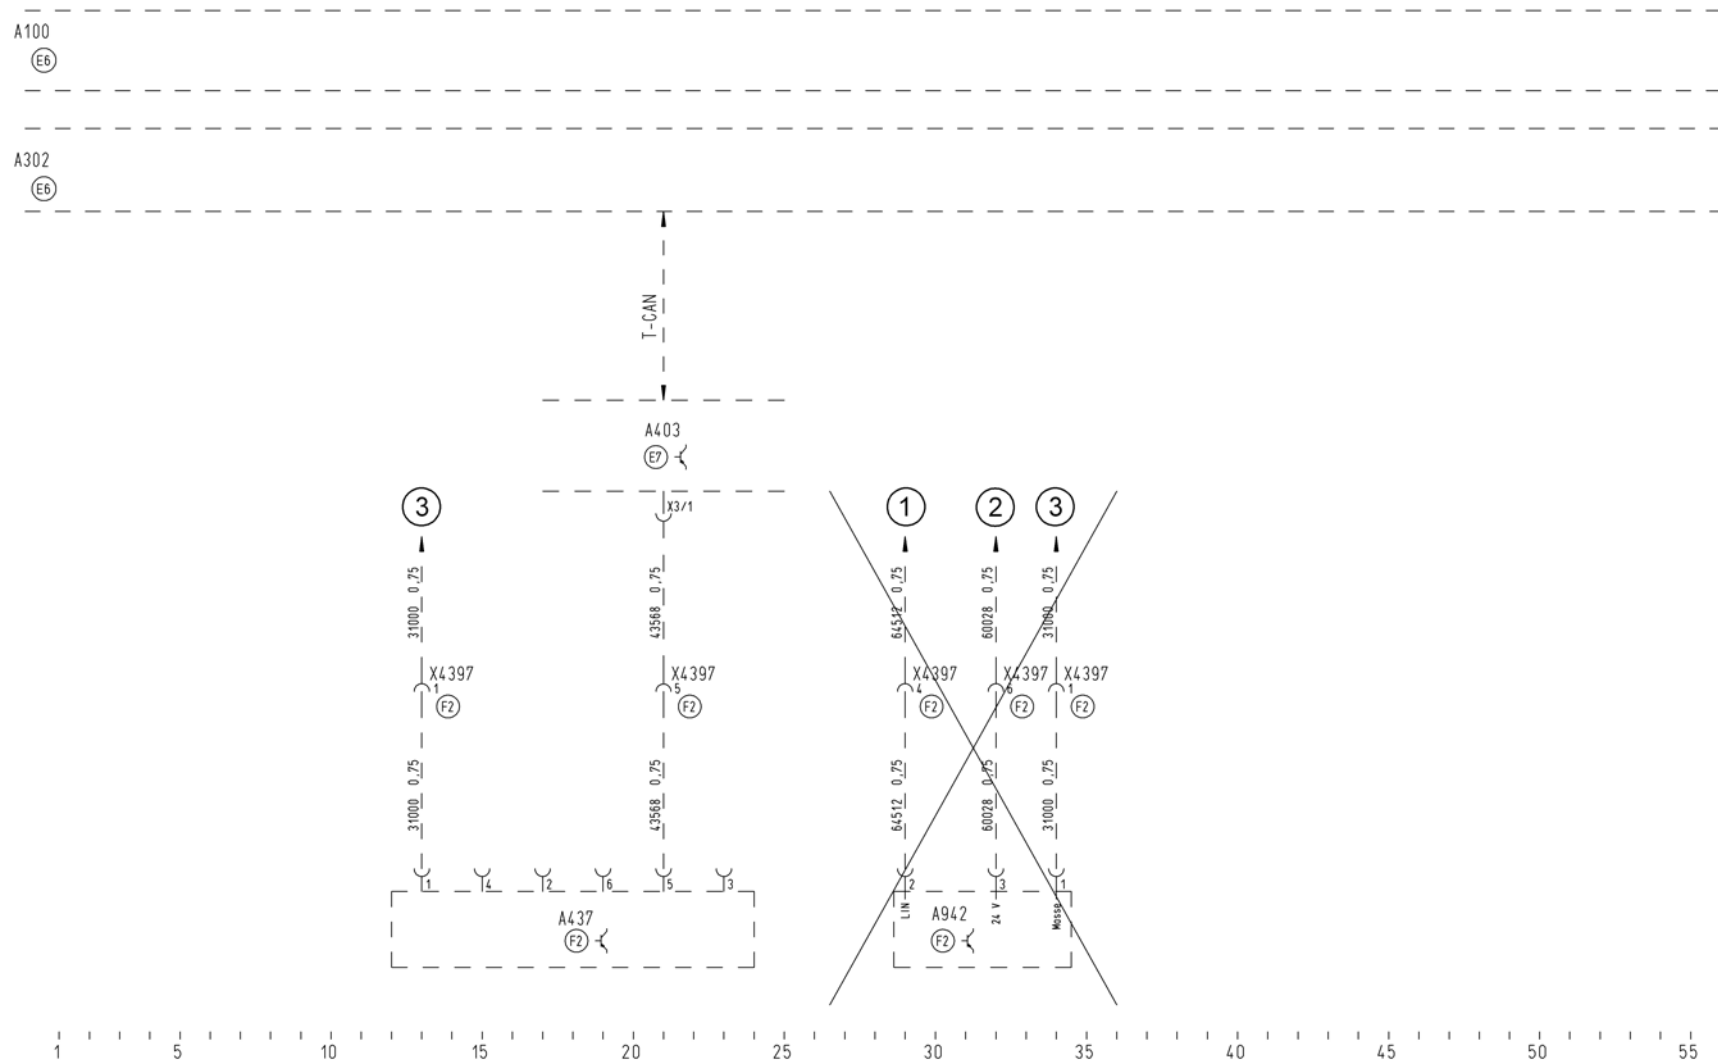 A100
E6
A302
E6
T-CAN
A403
E7
3
X3/1
1
2
3
31000 0,75
43568 0,75
64512 0,75
60028 0,75
31000 0,75
X4397
1
F2
X4397
5
F2
X4397
4
F2
X4397
6
F2
X4397
1
F2
31000 0,75
43568 0,75
64512 0,75
60028 0,75
31000 0,75
1
4
2
6
5
3
2
3
1
LIN
24 V
Masse
A437
F2
A942
F2
1 5 10 15 20 25 30 35 40 45 50 55